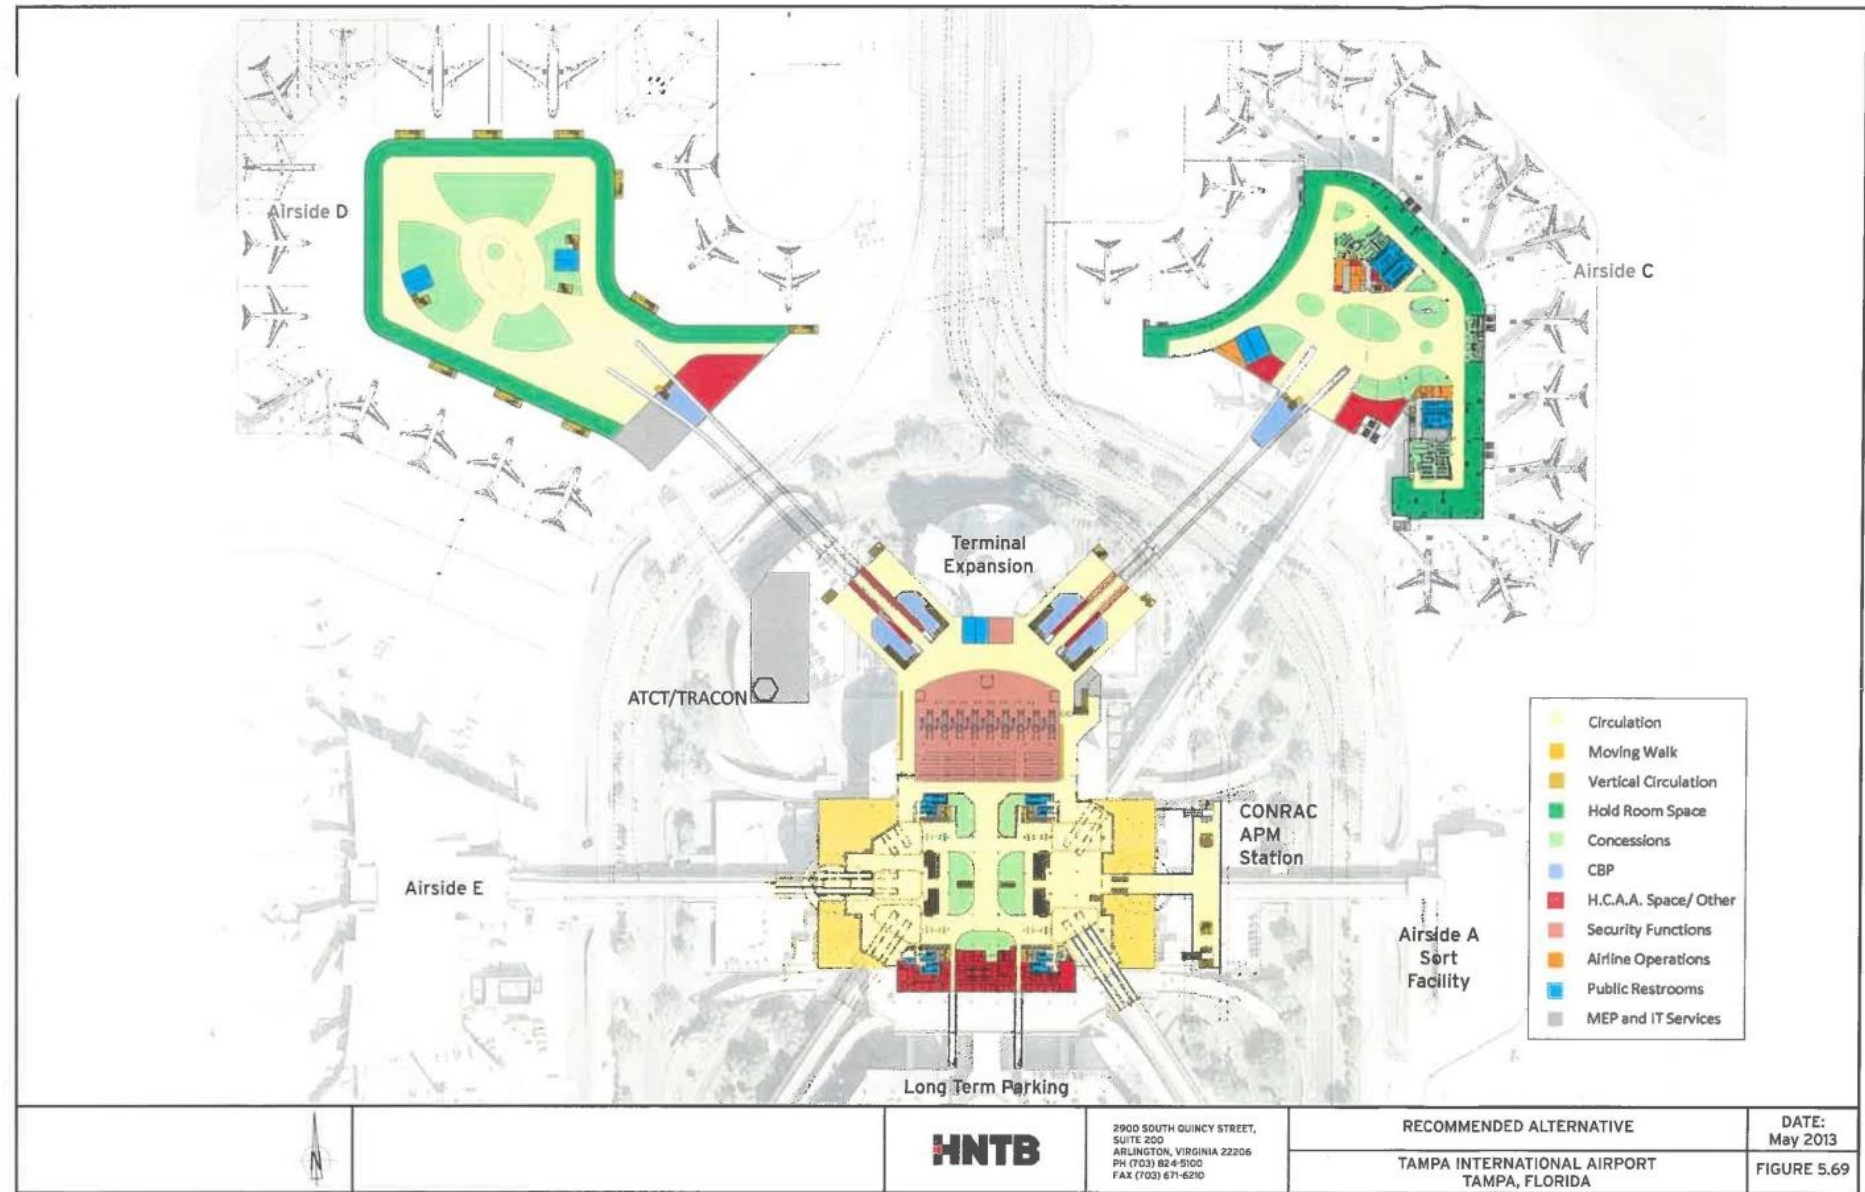 Airside D
Airside C
Terminal
Expansion
ATCT/TRACON
CONRAC
APM
Station
Airside E
Airside A
Sort
Facility
Long Term Parking
Circulation
Moving Walk
Vertical Circulation
Hold Room Space
Concessions
CBP
H.C.A.A. Space/ Other
Security Functions
Airline Operations
Public Restrooms
MEP and IT Services
N
HNTB
2900 SOUTH QUINCY STREET,
SUITE 200
ARLINGTON, VIRGINIA 22206
PH (703) 824-5100
FAX (703) 671-6210
RECOMMENDED ALTERNATIVE
TAMPA INTERNATIONAL AIRPORT
TAMPA, FLORIDA
DATE:
May 2013
FIGURE 5.69